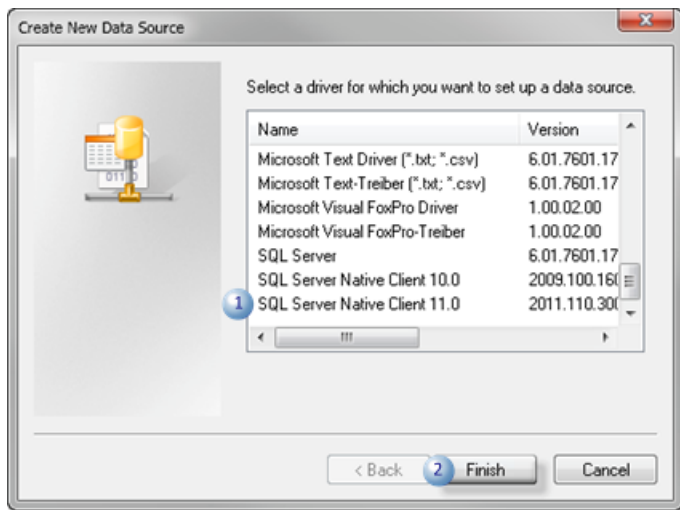 Create New Data Source
Select a driver for which you want to set up a data source.
Name Version
Microsoft Text Driver (*.txt; *.csv) 6.01.7601.17
Microsoft Text-Treiber (*.txt; *.csv) 6.01.7601.17
Microsoft Visual FoxPro Driver 1.00.02.00
Microsoft Visual FoxPro-Treiber 1.00.02.00
SQL Server 6.01.7601.17
SQL Server Native Client 10.0 2009.100.160
1 SQL Server Native Client 11.0 2011.110.300
< Back 2 Finish Cancel